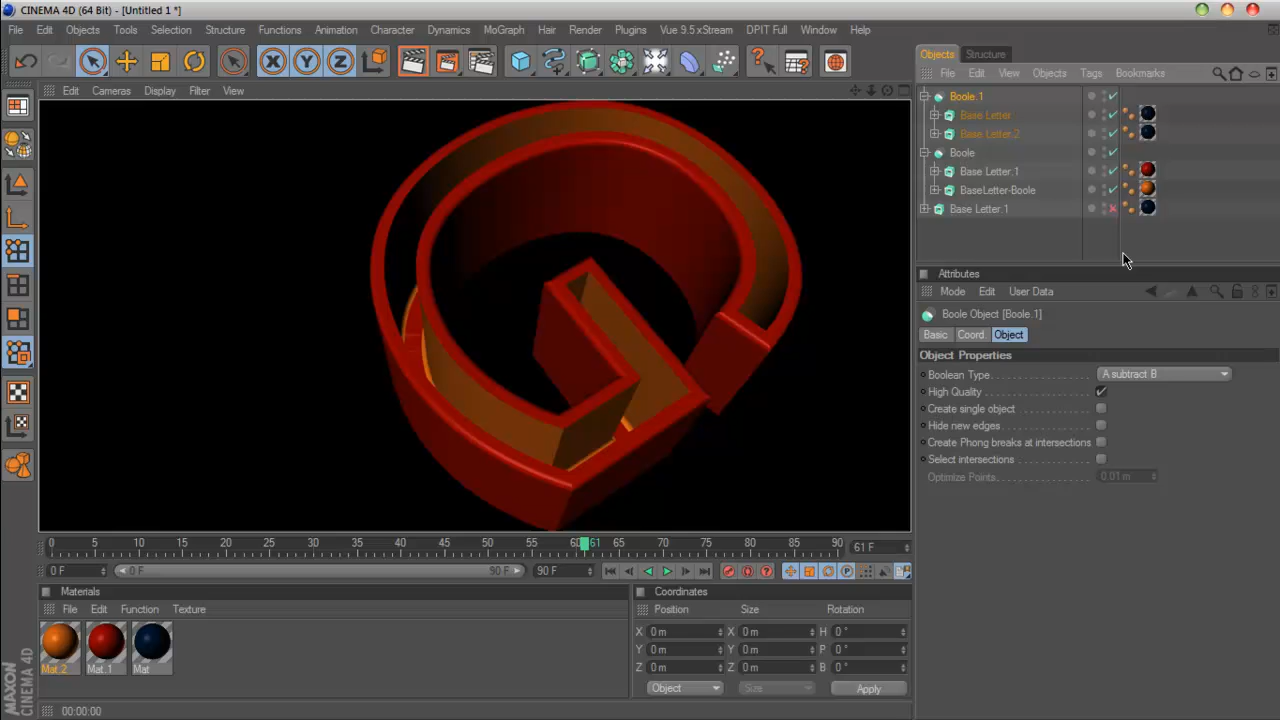 CINEMA 4D (64 Bit) - [Untitled 1 *]
File Edit Objects Tools Selection Structure Functions Animation Character Dynamics MoGraph Hair Render Plugins Vue 9.5 xStream DPIT Full Window Help
X Y Z
Objects Structure
Edit Cameras Display Filter View
File Edit View Objects Tags Bookmarks
Boole.1
Base Letter
Base Letter.2
Boole
Base Letter.1
BaseLetter-Boole
Base Letter.1
Attributes
Mode Edit User Data
Boole Object [Boole.1]
Basic Coord. Object
Object Properties
Boolean Type A subtract B
High Quality
Create single object
Hide new edges
Create Phong breaks at intersections
Select intersections
Optimize Points 0.01 m
0 5 10 15 20 25 30 35 40 45 50 55 60 61 65 70 75 80 85 90 61 F
0 F 0 F 90 F 90 F
Materials
File Edit Function Texture
Mat.2 Mat.1 Mat
Coordinates
Position Size Rotation
X 0 m X 0 m H 0 °
Y 0 m Y 0 m P 0 °
Z 0 m Z 0 m B 0 °
Object Size Apply
MAXON
CINEMA 4D
00:00:00